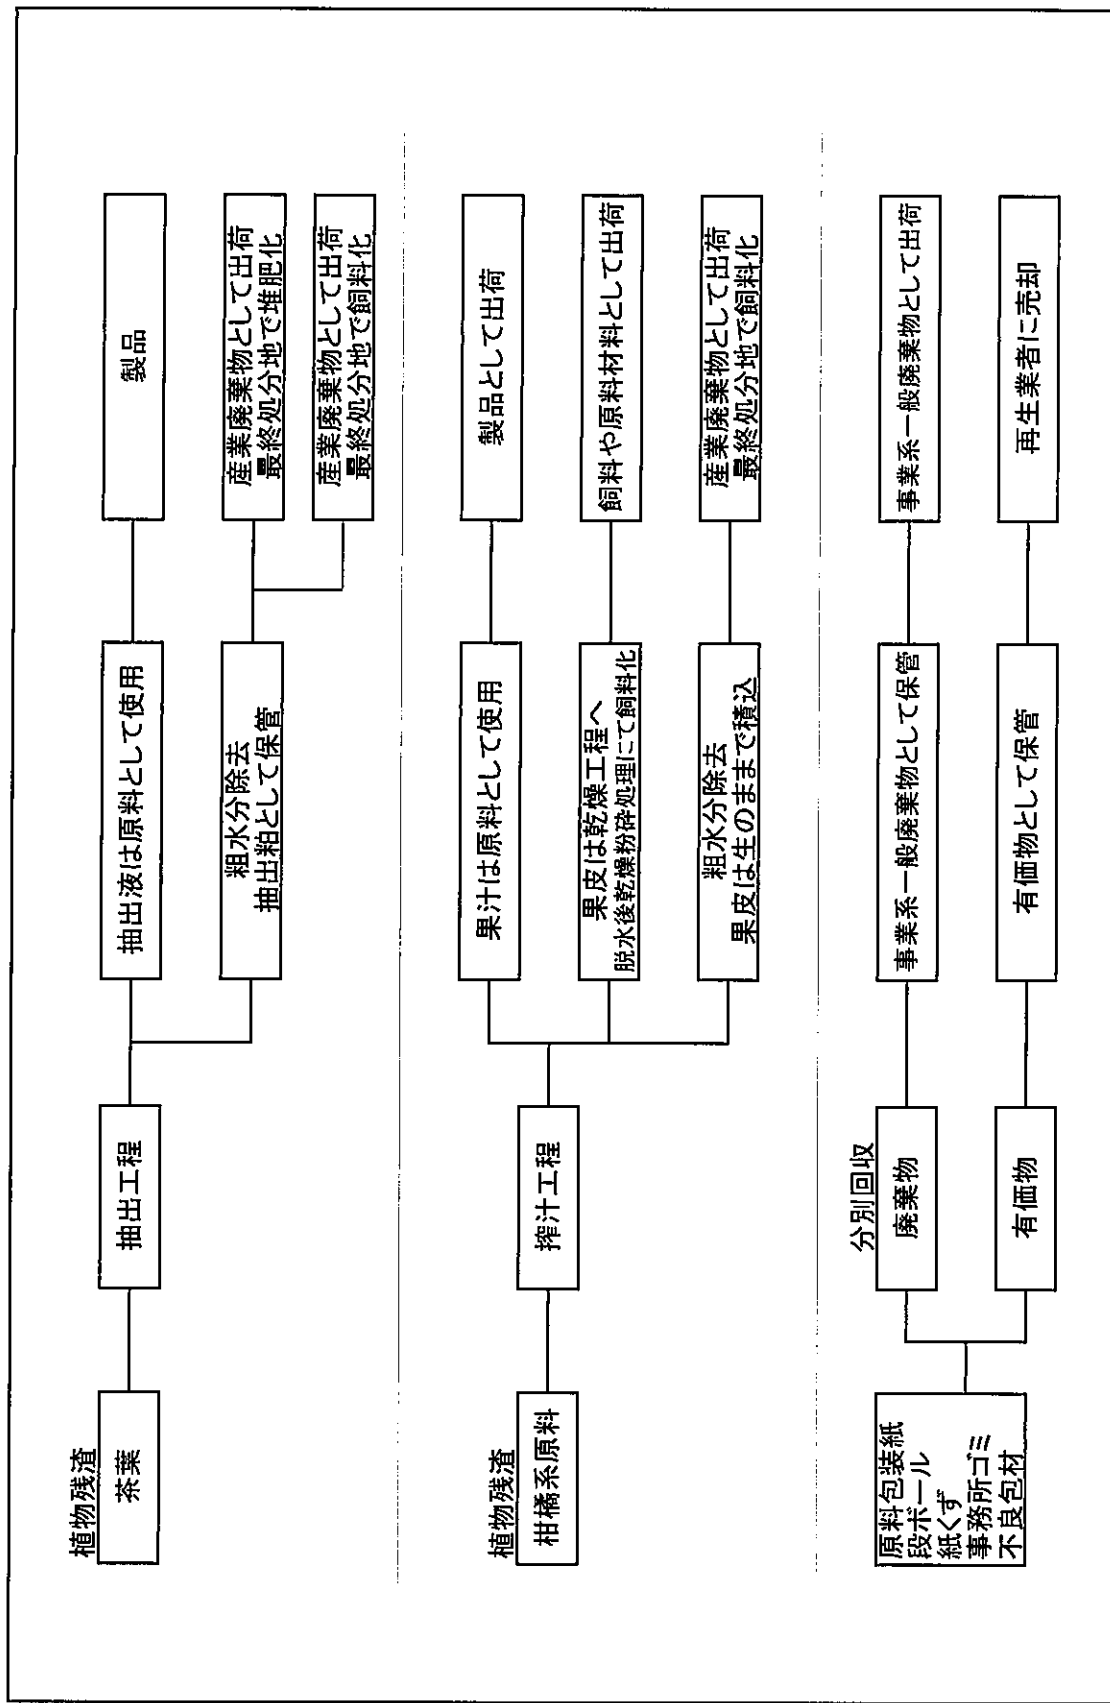 植物残渣
茶葉
抽出工程
抽出液は原料として使用
製品
粗水分除去
抽出粕として保管
産業廃棄物として出荷
最終処分地で堆肥化
産業廃棄物として出荷
最終処分地で飼料化
植物残渣
柑橘系原料
搾汁工程
果汁は原料として使用
製品として出荷
果皮は乾燥工程へ
脱水後乾燥粉砕処理にて飼料化
飼料や原料材料として出荷
粗水分除去
果皮は生のままで積込
産業廃棄物として出荷
最終処分地で飼料化
原料包装紙
段ボール
紙くず
事務所ゴミ
不良包材
分別回収
廃棄物
事業系一般廃棄物として保管
事業系一般廃棄物として出荷
有価物
有価物として保管
再生業者に売却